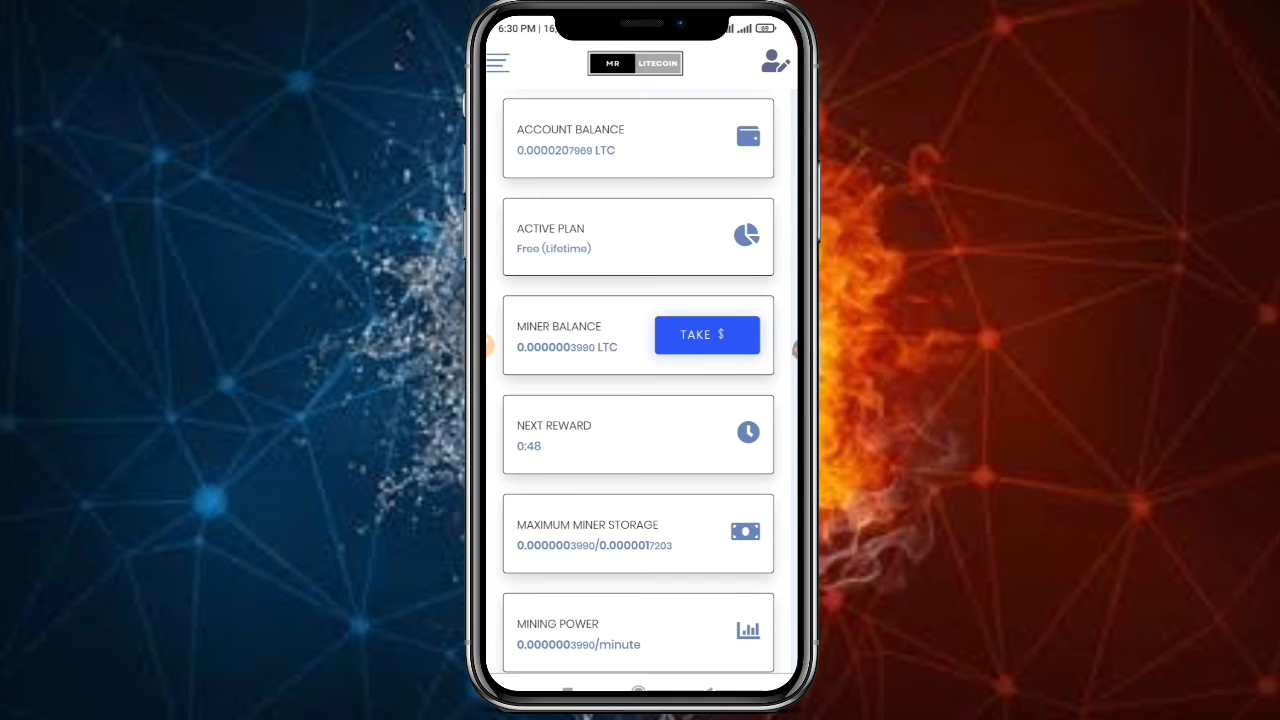 6:30 PM | 16,
69
MR LITECOIN
ACCOUNT BALANCE
0.0000207969 LTC
ACTIVE PLAN
Free (Lifetime)
MINER BALANCE
0.0000003990 LTC
TAKE $
NEXT REWARD
0:48
MAXIMUM MINER STORAGE
0.0000003990/0.0000017203
MINING POWER
0.0000003990/minute